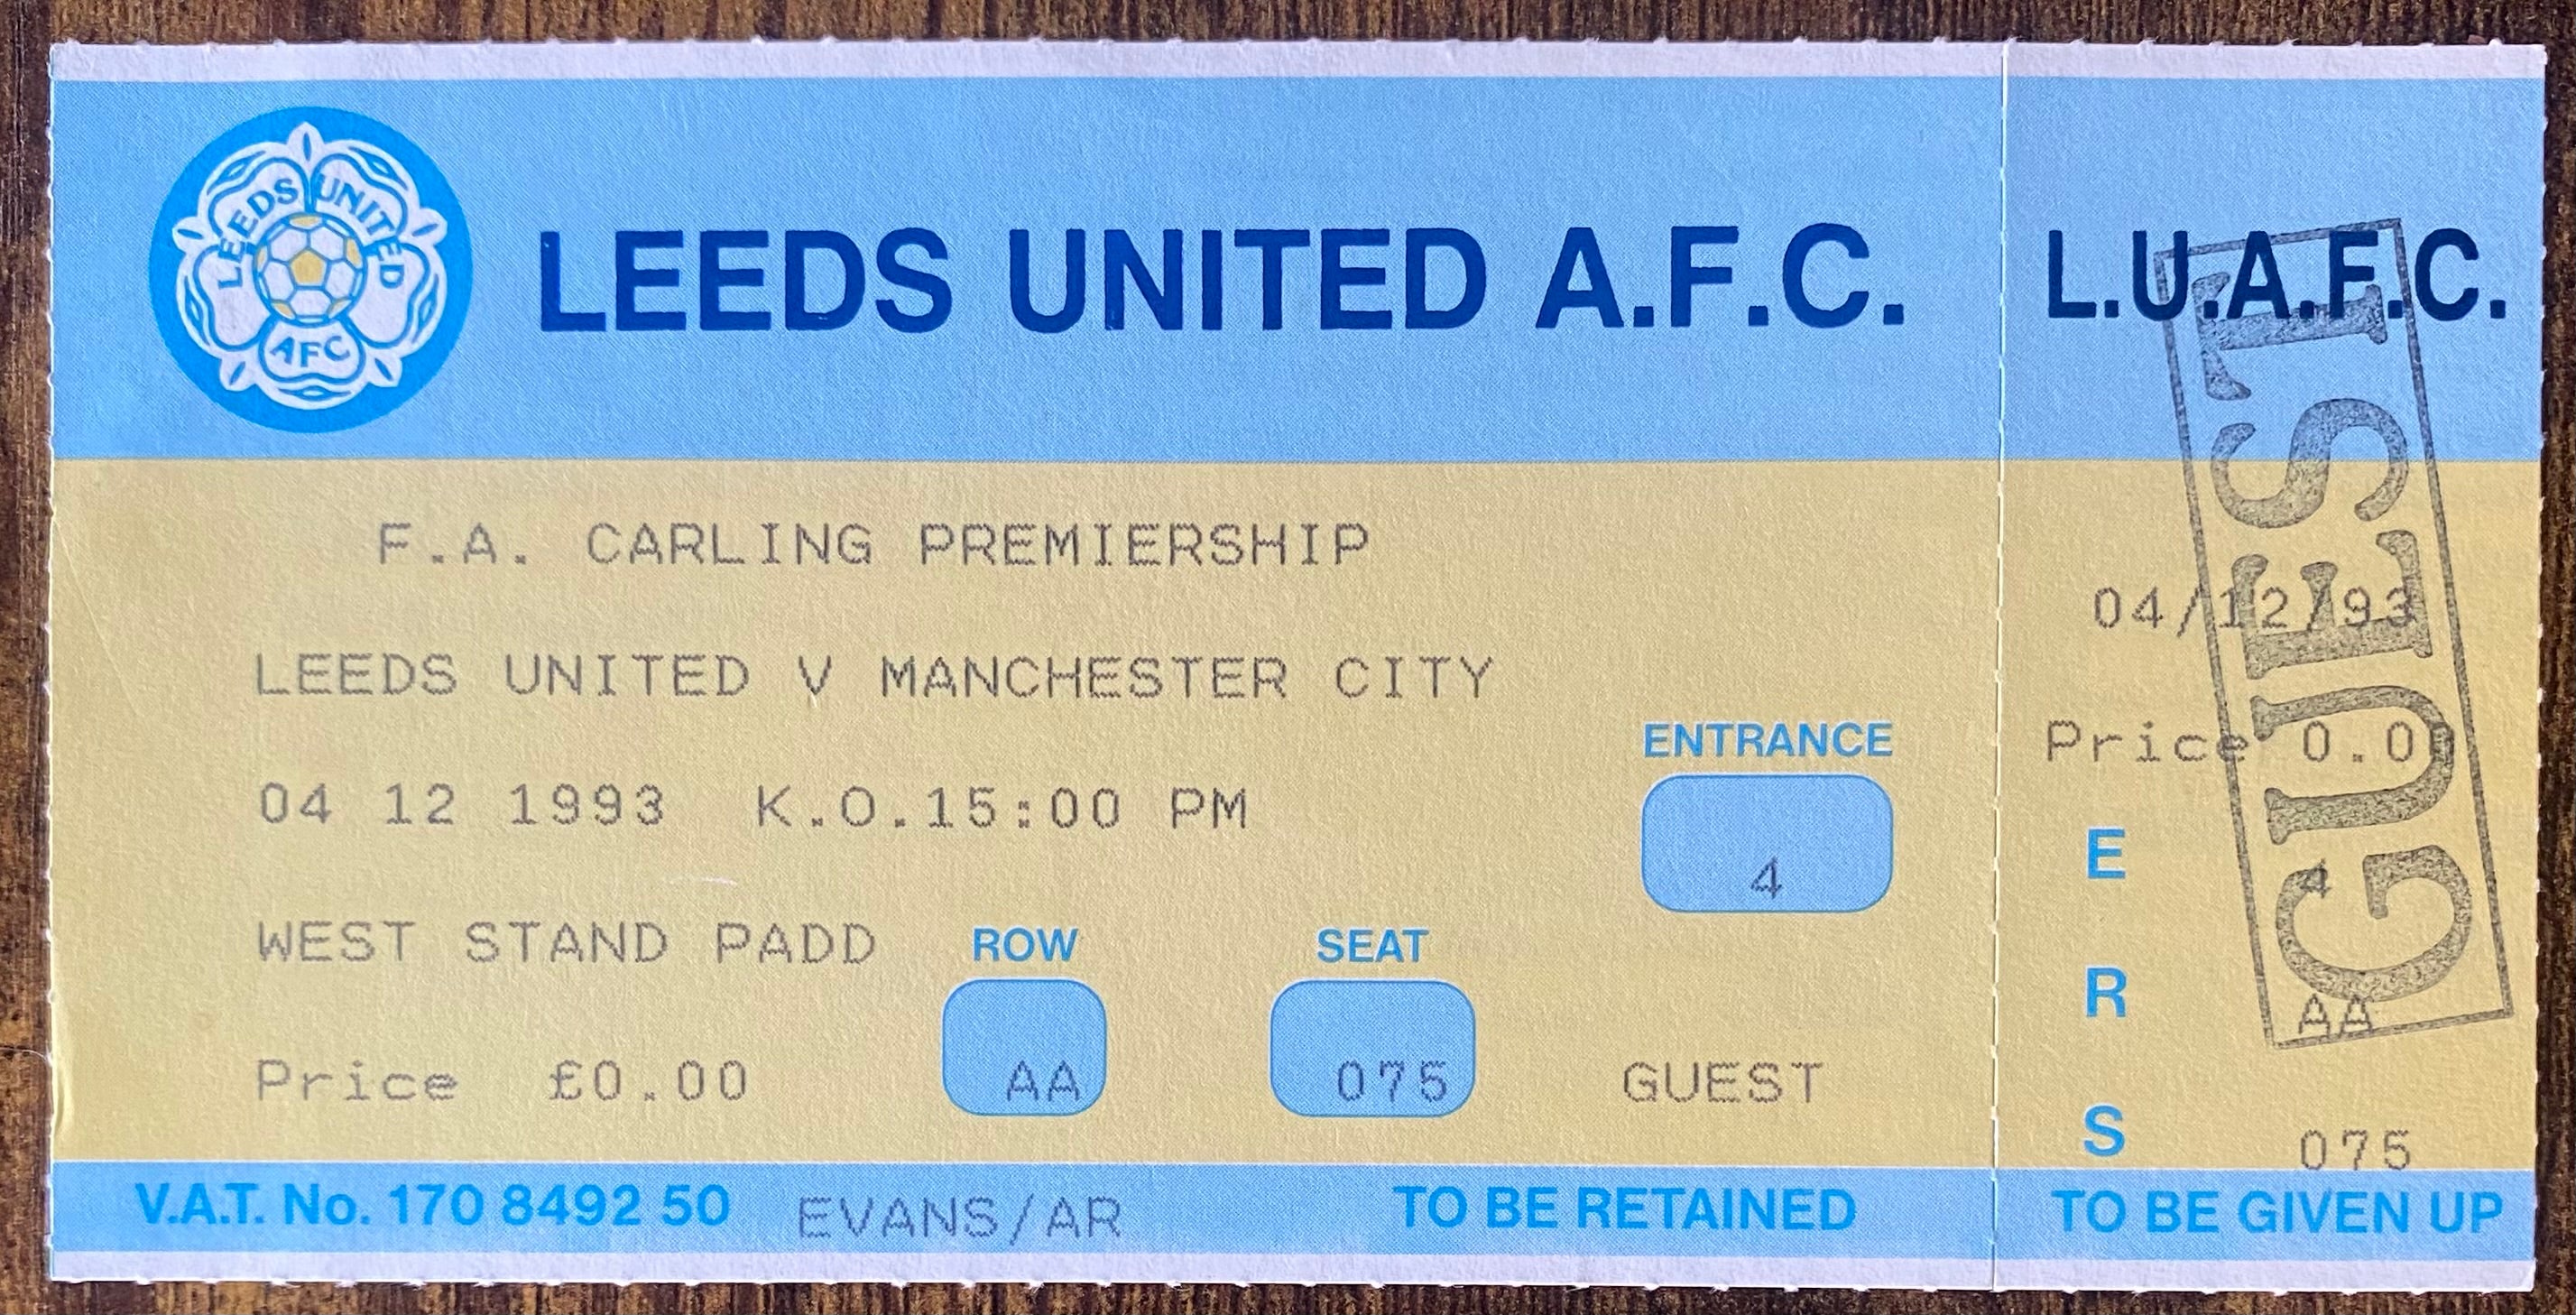 LEEDS UNITED
AFC
LEEDS UNITED A.F.C.
F.A. CARLING PREMIERSHIP
LEEDS UNITED V MANCHESTER CITY
04 12 1993 K.O.15:00 PM
ENTRANCE
4
WEST STAND PADD
ROW
AA
SEAT
075
Price £0.00
GUEST
V.A.T. No. 170 8492 50
EVANS/AR
TO BE RETAINED
L.U.A.F.C.
GUEST
04/12/93
Price 0.0
E 4
R AA
S 075
TO BE GIVEN UP